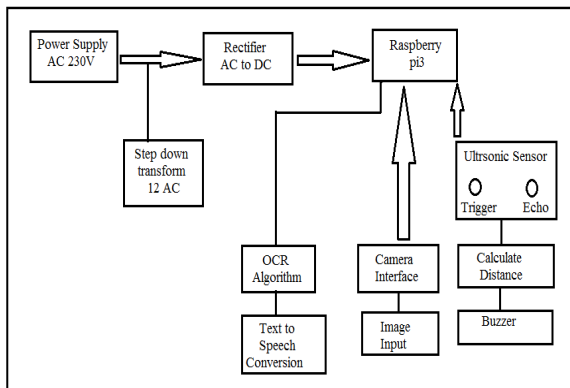 Power Supply
AC 230V
Rectifier
AC to DC
Raspberry
pi3
Step down
transform
12 AC
Ultrsonic Sensor
Trigger
Echo
OCR
Algorithm
Camera
Interface
Calculate
Distance
Text to
Speech
Conversion
Image
Input
Buzzer